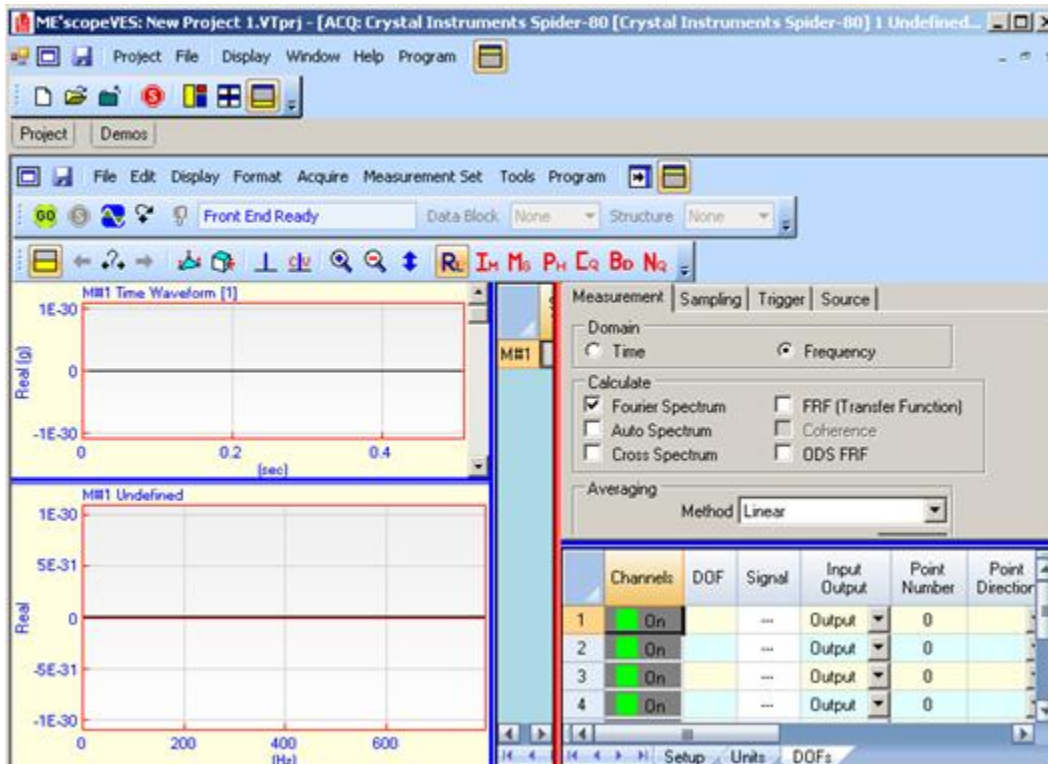 ME'scopeVES: New Project 1.VTprj - [ACQ: Crystal Instruments Spider-80 [Crystal Instruments Spider-80] 1 Undefined...
Project File Display Window Help Program
Project Demos
File Edit Display Format Acquire Measurement Set Tools Program
GO Front End Ready Data Block None Structure None
RL IM MG PH CQ BD NQ
M#1 Time Waveform [1]
1E-30
0
-1E-30
Real (g)
0 0.2 0.4
(sec)
M#1 Undefined
1E-30
5E-31
0
-5E-31
-1E-30
Real
0 200 400 600
(Hz)
M#1
Measurement Sampling Trigger Source
Domain
Time Frequency
Calculate
Fourier Spectrum FRF (Transfer Function)
Auto Spectrum Coherence
Cross Spectrum ODS FRF
Averaging
Method Linear
Channels DOF Signal Input Output Point Number Point Direction
1 On --- Output 0
2 On --- Output 0
3 On --- Output 0
4 On --- Output 0
Setup Units DOFs